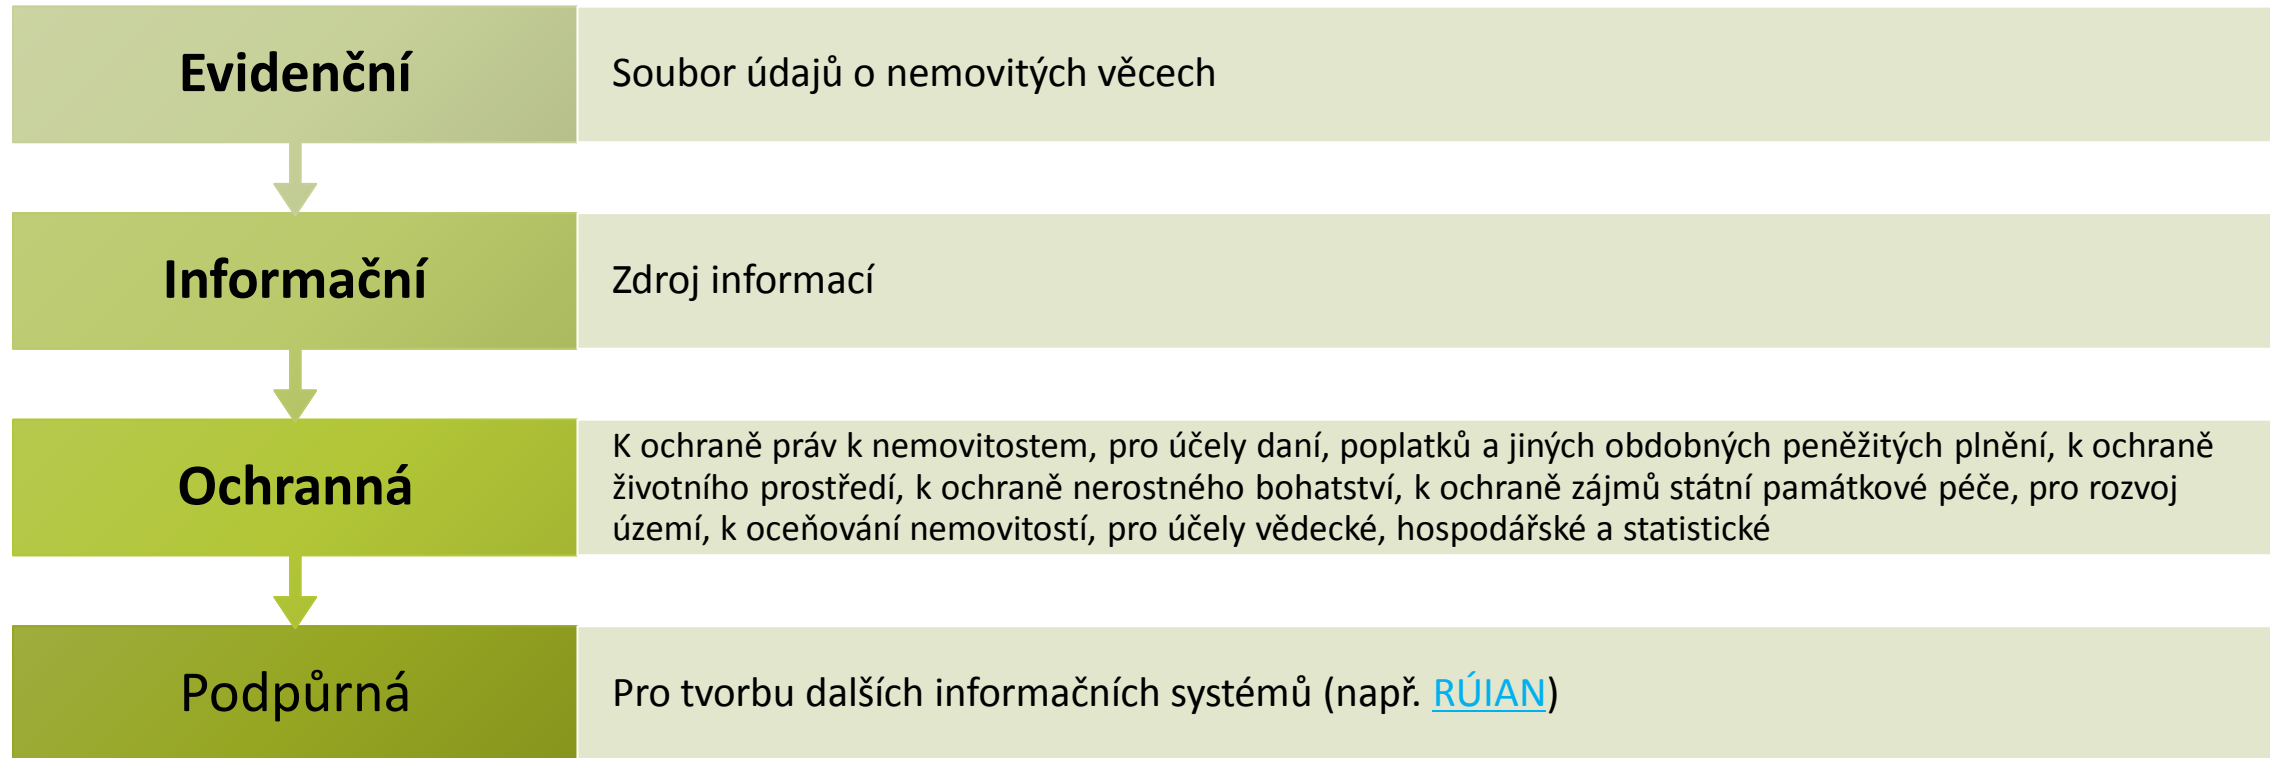 Evidenční
Soubor údajů o nemovitých věcech
Informační
Zdroj informací
Ochranná
K ochraně práv k nemovitostem, pro účely daní, poplatků a jiných obdobných peněžitých plnění, k ochraně
životního prostředí, k ochraně nerostného bohatství, k ochraně zájmů státní památkové péče, pro rozvoj
území, k oceňování nemovitostí, pro účely vědecké, hospodářské a statistické
Podpůrná
Pro tvorbu dalších informačních systémů (např. RÚIAN)